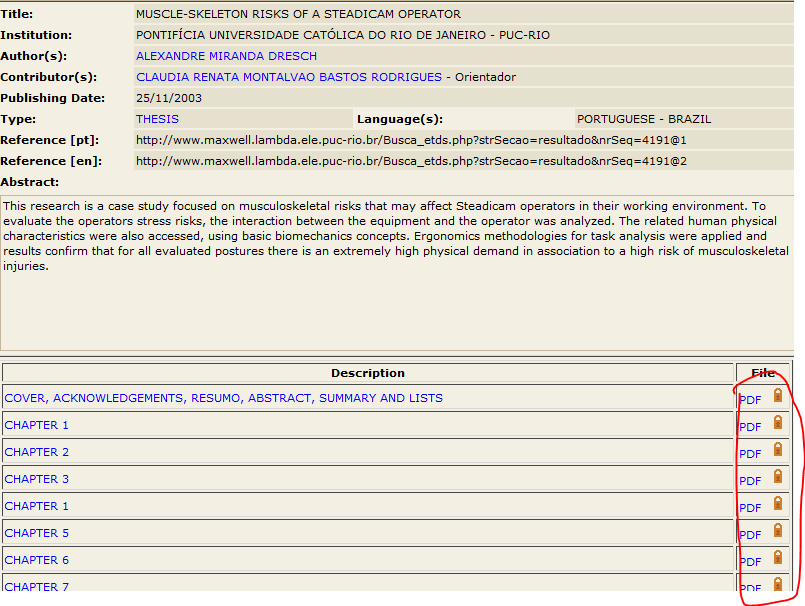 Title: MUSCLE-SKELETON RISKS OF A STEADICAM OPERATOR
Institution: PONTIFÍCIA UNIVERSIDADE CATÓLICA DO RIO DE JANEIRO - PUC-RIO
Author(s): ALEXANDRE MIRANDA DRESCH
Contributor(s): CLAUDIA RENATA MONTALVAO BASTOS RODRIGUES - Orientador
Publishing Date: 25/11/2003
Type: THESIS Language(s): PORTUGUESE - BRAZIL
Reference [pt]: http://www.maxwell.lambda.ele.puc-rio.br/Busca_etds.php?strSecao=resultado&nrSeq=4191@1
Reference [en]: http://www.maxwell.lambda.ele.puc-rio.br/Busca_etds.php?strSecao=resultado&nrSeq=4191@2
Abstract:
This research is a case study focused on musculoskeletal risks that may affect Steadicam operators in their working environment. To
evaluate the operators stress risks, the interaction between the equipment and the operator was analyzed. The related human physical
characteristics were also accessed, using basic biomechanics concepts. Ergonomics methodologies for task analysis were applied and
results confirm that for all evaluated postures there is an extremely high physical demand in association to a high risk of musculoskeletal
injuries.
Description File
COVER, ACKNOWLEDGEMENTS, RESUMO, ABSTRACT, SUMMARY AND LISTS PDF
CHAPTER 1 PDF
CHAPTER 2 PDF
CHAPTER 3 PDF
CHAPTER 1 PDF
CHAPTER 5 PDF
CHAPTER 6 PDF
CHAPTER 7 PDF